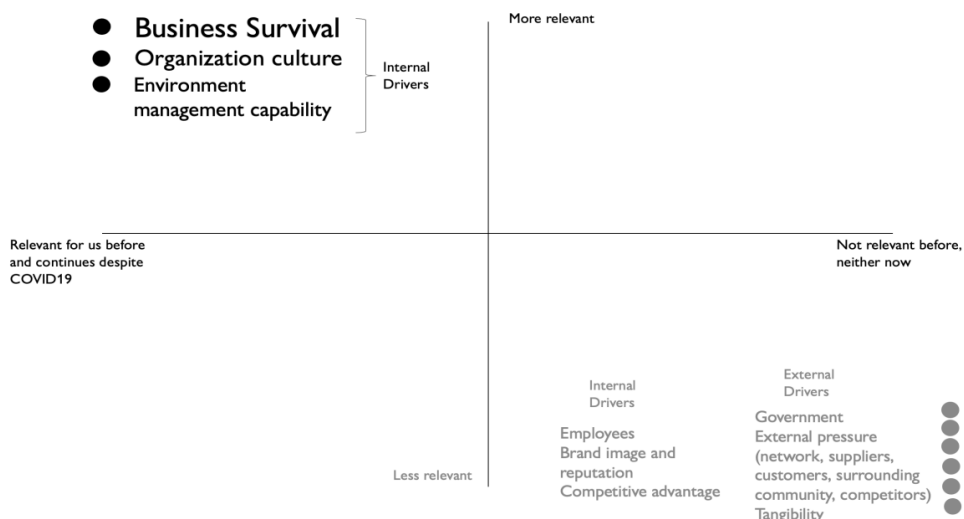 More relevant
Business Survival
Organization culture
Environment
management capability
Internal
Drivers
Relevant for us before
and continues despite
COVID19
Not relevant before,
neither now
Internal
Drivers
External
Drivers
Employees
Brand image and
reputation
Competitive advantage
Government
External pressure
(network, suppliers,
customers, surrounding
community, competitors)
Tangibility
Less relevant